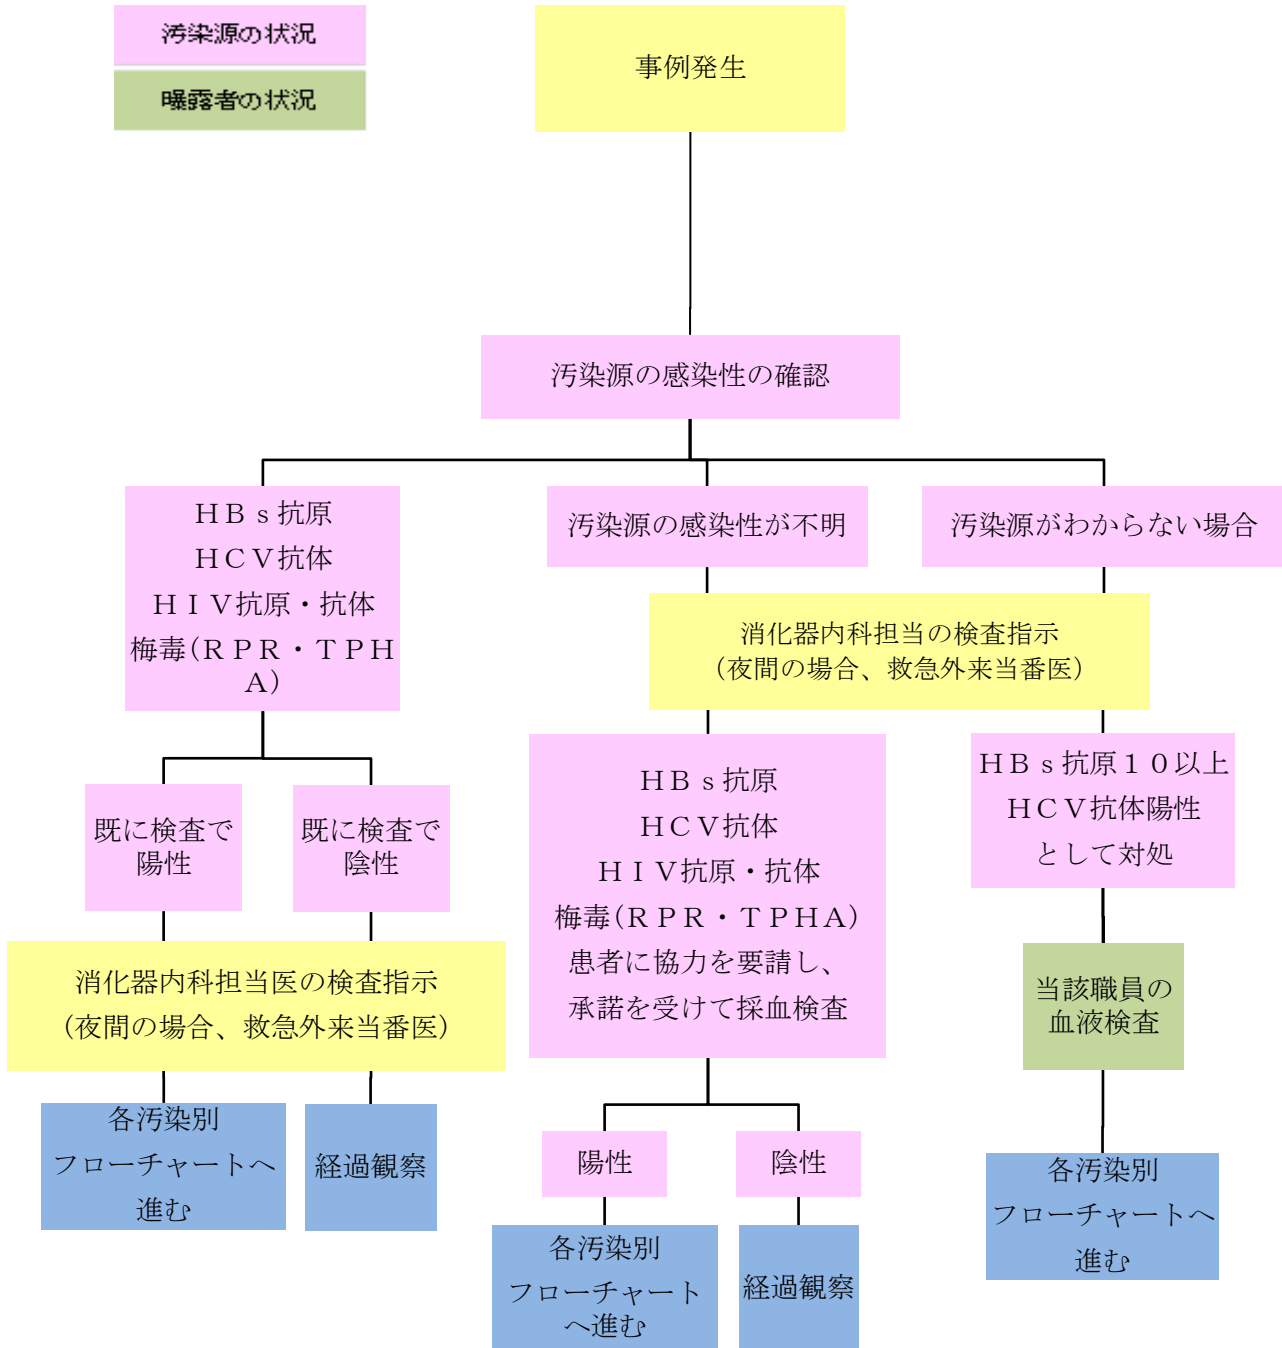 汚染源の状況
曝露者の状況
事例発生
汚染源の感染性の確認
ＨＢｓ抗原
ＨＣＶ抗体
ＨＩＶ抗原・抗体
梅毒(ＲＰＲ・ＴＰＨ
Ａ)
汚染源の感染性が不明
汚染源がわからない場合
消化器内科担当の検査指示
(夜間の場合、救急外来当番医)
既に検査で
陽性
既に検査で
陰性
ＨＢｓ抗原
ＨＣＶ抗体
ＨＩＶ抗原・抗体
梅毒(ＲＰＲ・ＴＰＨＡ)
患者に協力を要請し、
承諾を受けて採血検査
ＨＢｓ抗原１０以上
ＨＣＶ抗体陽性
として対処
消化器内科担当医の検査指示
(夜間の場合、救急外来当番医)
当該職員の
血液検査
各汚染別
フローチャートへ
進む
経過観察
陽性
陰性
各汚染別
フローチャート
へ進む
経過観察
各汚染別
フローチャートへ
進む